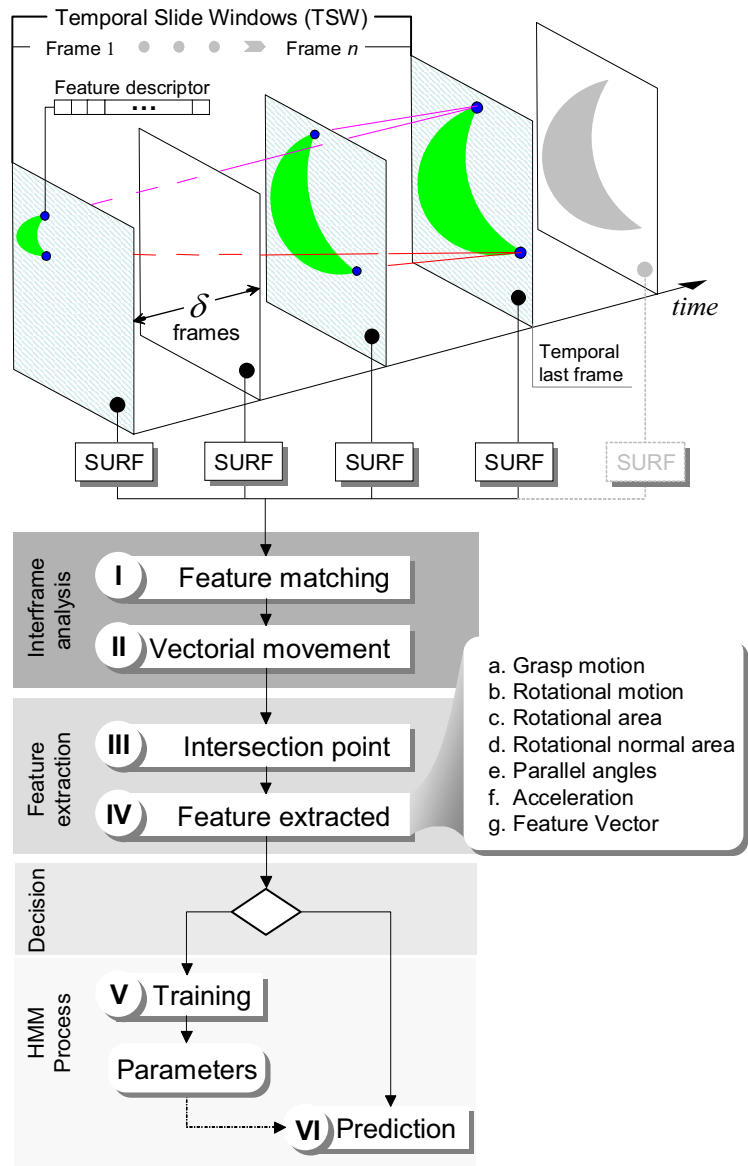 Temporal Slide Windows (TSW)
Frame 1
Frame n
Feature descriptor
...
δ
frames
time
Temporal
last frame
SURF
SURF
SURF
SURF
SURF
Interframe
analysis
I
Feature matching
II
Vectorial movement
a. Grasp motion
b. Rotational motion
c. Rotational area
d. Rotational normal area
e. Parallel angles
f. Acceleration
g. Feature Vector
Feature
extraction
III
Intersection point
IV
Feature extracted
Decision
HMM
Process
V
Training
Parameters
VI
Prediction